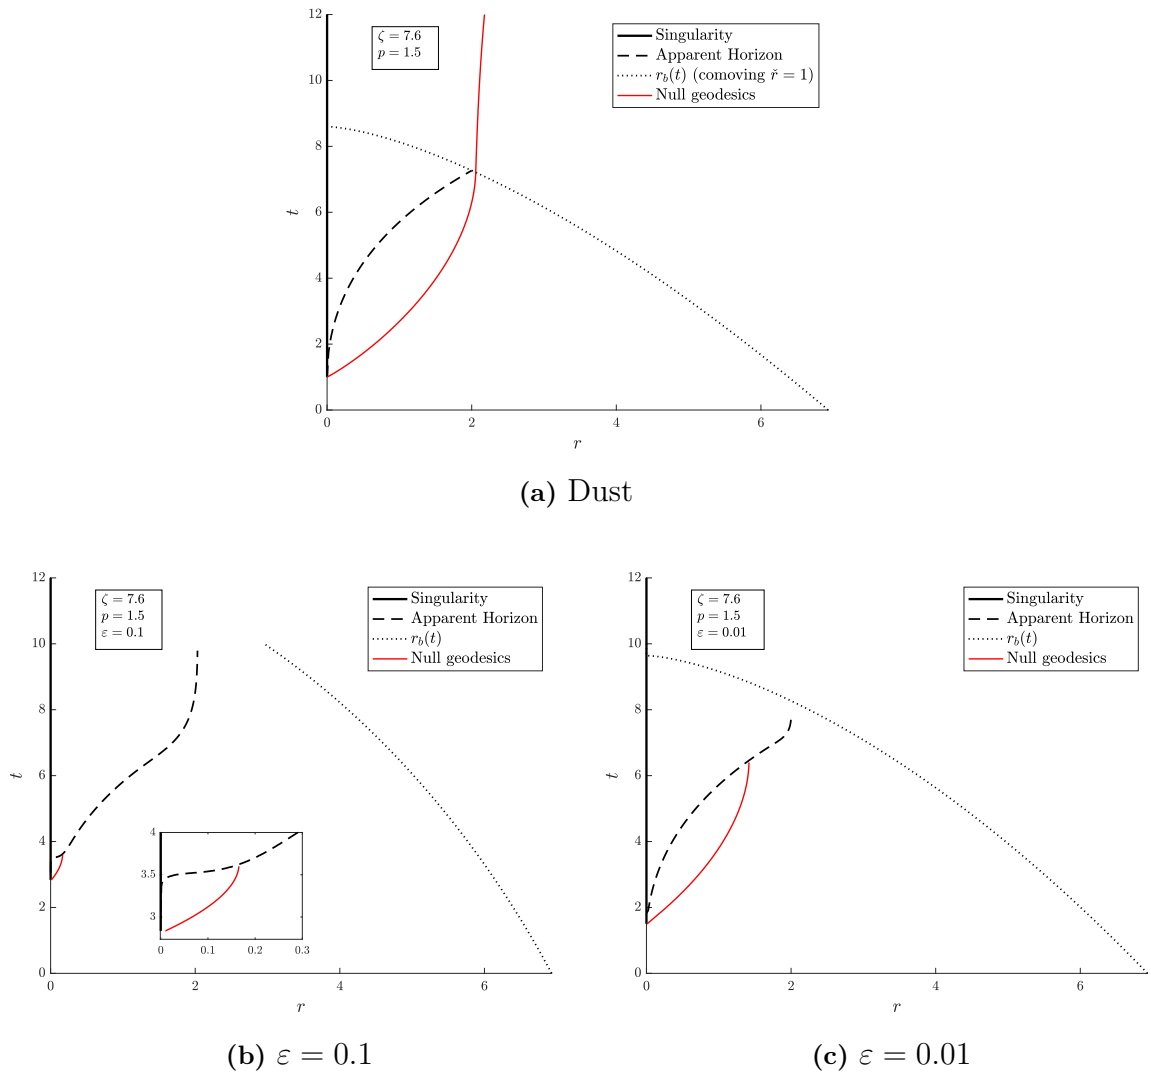 12
10
8
6
4
2
0
t
ζ = 7.6
p = 1.5
Singularity
Apparent Horizon
r_b(t) (comoving ř = 1)
Null geodesics
0 2 4 6
r
(a) Dust
12
10
8
6
4
2
0
t
ζ = 7.6
p = 1.5
ε = 0.1
Singularity
Apparent Horizon
r_b(t)
Null geodesics
4
3.5
3
0 0.1 0.2 0.3
0 2 4 6
r
(b) ε = 0.1
12
10
8
6
4
2
0
t
ζ = 7.6
p = 1.5
ε = 0.01
Singularity
Apparent Horizon
r_b(t)
Null geodesics
0 2 4 6
r
(c) ε = 0.01